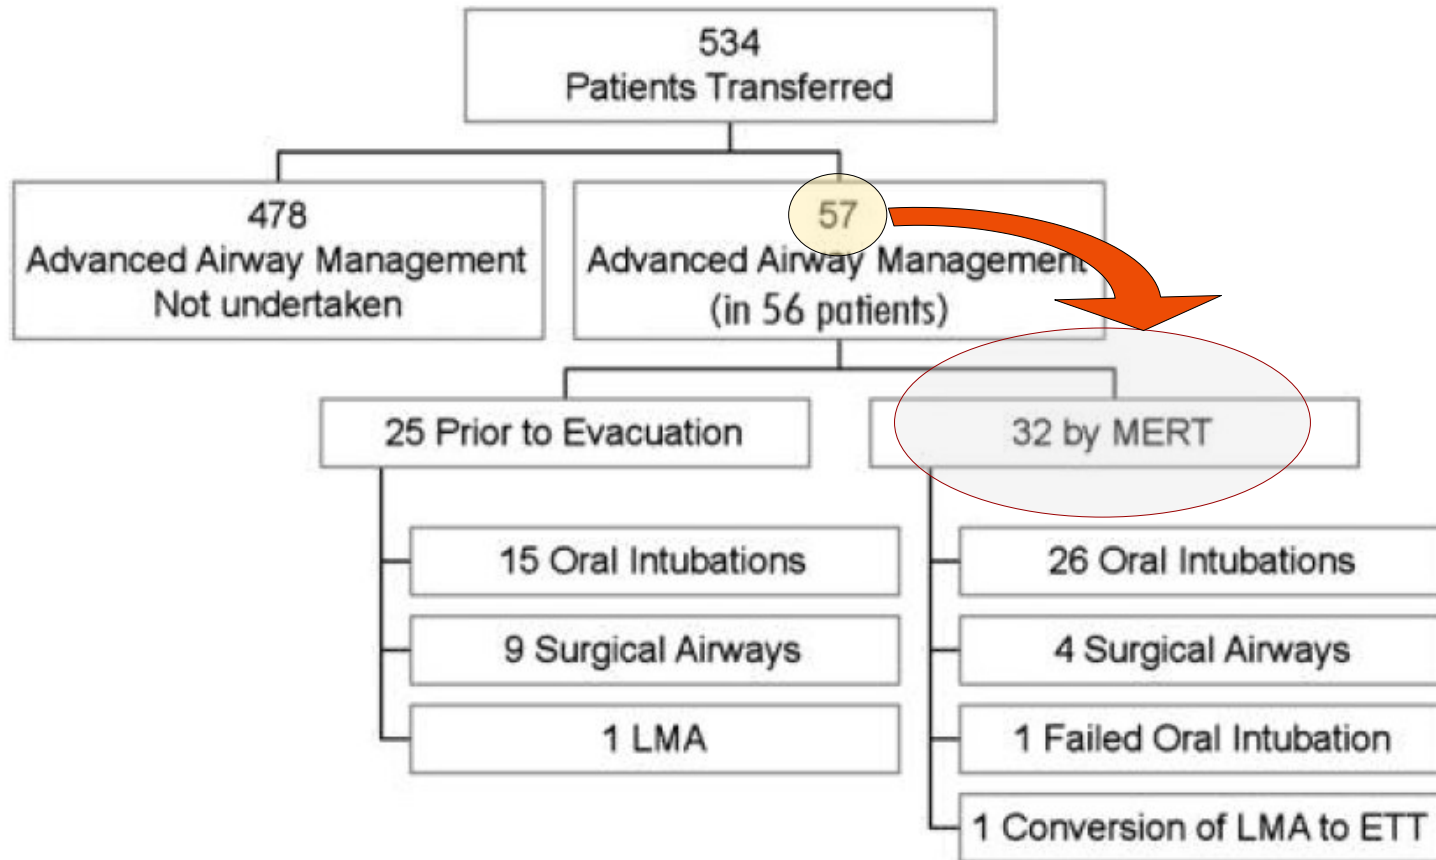 534
Patients Transferred
478
Advanced Airway Management
Not undertaken
57
Advanced Airway Management
(in 56 patients)
25 Prior to Evacuation
32 by MERT
15 Oral Intubations
9 Surgical Airways
1 LMA
26 Oral Intubations
4 Surgical Airways
1 Failed Oral Intubation
1 Conversion of LMA to ETT